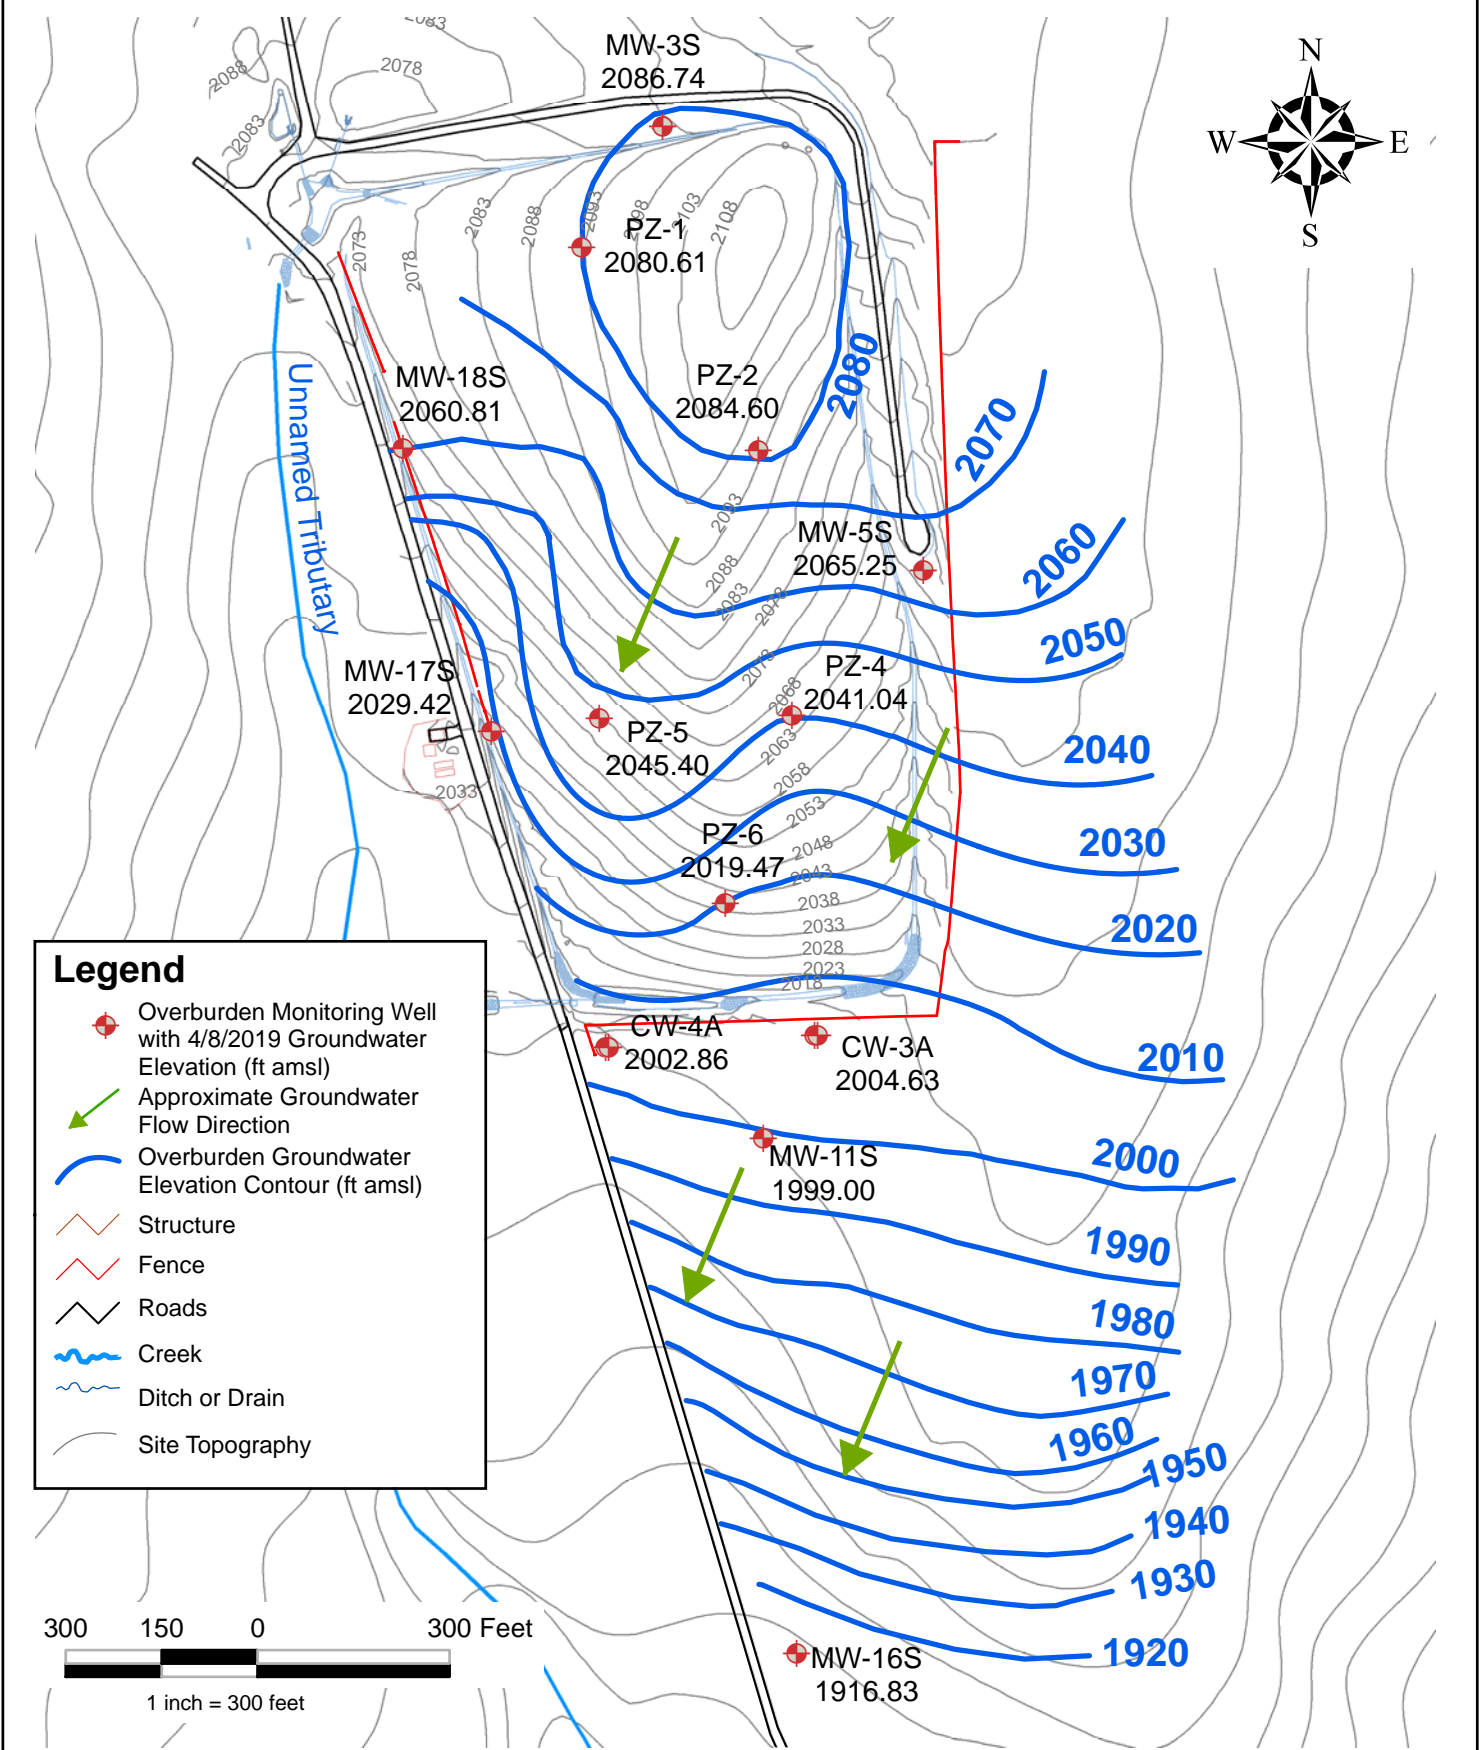 2083
MW-3S
2086.74
2088
2078
2083
N
W
E
S
2083
2088
2093
2098
2103
2108
PZ-1
2080.61
2073
2078
MW-18S
2060.81
PZ-2
2084.60
2080
2070
Unnamed Tributary
2093
MW-5S
2065.25
2060
2088
2083
2078
2050
MW-17S
2029.42
2073
PZ-4
2041.04
2068
PZ-5
2045.40
2063
2040
2058
2033
2053
2030
PZ-6
2019.47
2048
2043
2038
2020
2033
2028
2023
2018
CW-4A
2002.86
CW-3A
2004.63
2010
MW-11S
1999.00
2000
1990
1980
1970
1960
1950
1940
1930
1920
MW-16S
1916.83
Legend
Overburden Monitoring Well
with 4/8/2019 Groundwater
Elevation (ft amsl)
Approximate Groundwater
Flow Direction
Overburden Groundwater
Elevation Contour (ft amsl)
Structure
Fence
Roads
Creek
Ditch or Drain
Site Topography
300 150 0 300 Feet
1 inch = 300 feet